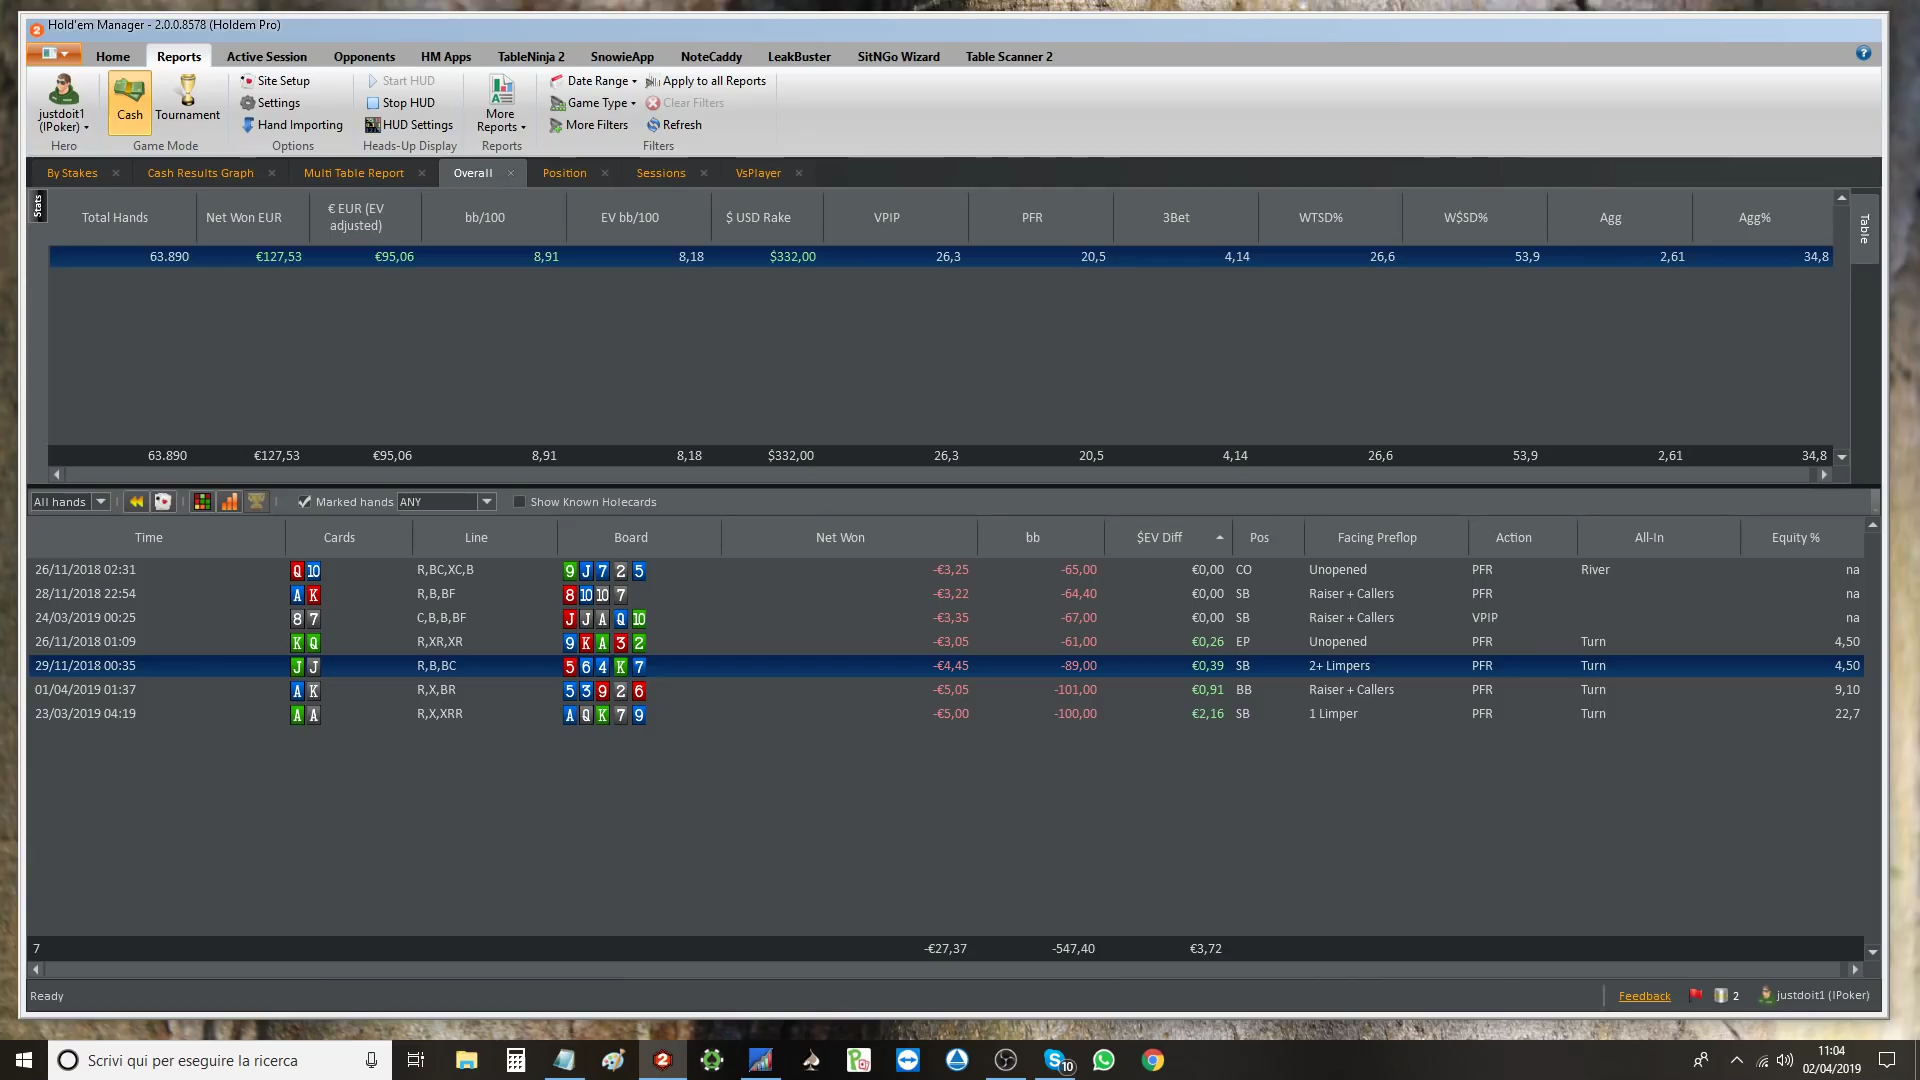 Hold'em Manager - 2.0.0.8578 (Holdem Pro)
Home Reports Active Session Opponents HM Apps TableNinja 2 SnowieApp NoteCaddy LeakBuster SitNGo Wizard Table Scanner 2
justdoit1
(IPoker)
Hero
Cash Tournament
Game Mode
Site Setup
Settings
Hand Importing
Options
Start HUD
Stop HUD
HUD Settings
Heads-Up Display
More
Reports
Reports
Date Range Apply to all Reports
Game Type Clear Filters
More Filters Refresh
Filters
By Stakes Cash Results Graph Multi Table Report Overall Position Sessions VsPlayer
Stats
Table
Total Hands Net Won EUR € EUR (EV adjusted) bb/100 EV bb/100 $ USD Rake VPIP PFR 3Bet WTSD% W$SD% Agg Agg%
63.890 €127,53 €95,06 8,91 8,18 $332,00 26,3 20,5 4,14 26,6 53,9 2,61 34,8
63.890 €127,53 €95,06 8,91 8,18 $332,00 26,3 20,5 4,14 26,6 53,9 2,61 34,8
All hands Marked hands ANY Show Known Holecards
Time Cards Line Board Net Won bb $EV Diff Pos Facing Preflop Action All-In Equity %
26/11/2018 02:31 Q 10 R,BC,XC,B 9 J 7 2 5 -€3,25 -65,00 €0,00 CO Unopened PFR River na
28/11/2018 22:54 A K R,B,BF 8 10 10 7 -€3,22 -64,40 €0,00 SB Raiser + Callers PFR na
24/03/2019 00:25 8 7 C,B,B,BF J J A Q 10 -€3,35 -67,00 €0,00 SB Raiser + Callers VPIP na
26/11/2018 01:09 K Q R,XR,XR 9 K A 3 2 -€3,05 -61,00 €0,26 EP Unopened PFR Turn 4,50
29/11/2018 00:35 J J R,B,BC 5 6 4 K 7 -€4,45 -89,00 €0,39 SB 2+ Limpers PFR Turn 4,50
01/04/2019 01:37 A K R,X,BR 5 3 9 2 6 -€5,05 -101,00 €0,91 BB Raiser + Callers PFR Turn 9,10
23/03/2019 04:19 A A R,X,XRR A Q K 7 9 -€5,00 -100,00 €2,16 SB 1 Limper PFR Turn 22,7
7 -€27,37 -547,40 €3,72
Ready Feedback 2 justdoit1 (IPoker)
Scrivi qui per eseguire la ricerca
10
11:04
02/04/2019